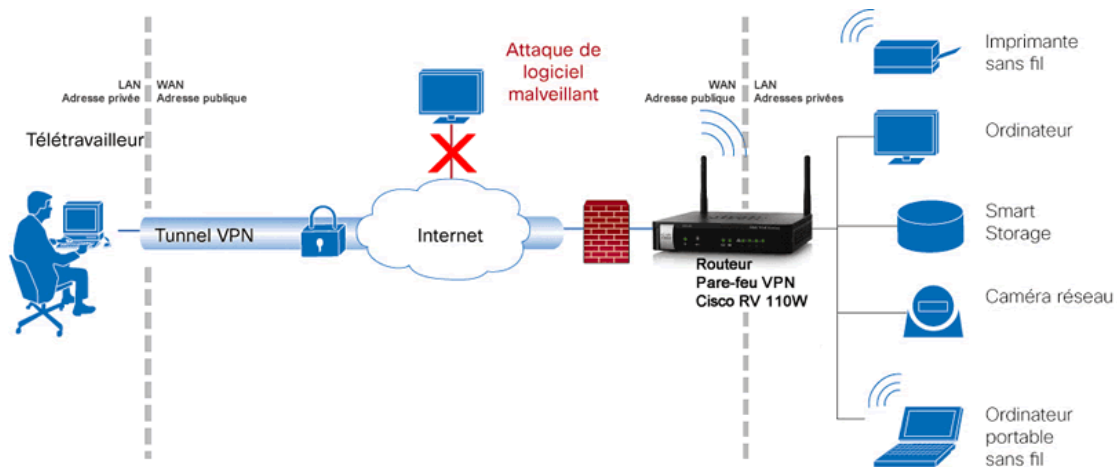 Télétravailleur
LAN
Adresse privée
WAN
Adresse publique
Tunnel VPN
Attaque de
logiciel
malveillant
Internet
WAN
Adresse publique
LAN
Adresses privées
Routeur
Pare-feu VPN
Cisco RV 110W
Imprimante
sans fil
Ordinateur
Smart
Storage
Caméra réseau
Ordinateur
portable
sans fil